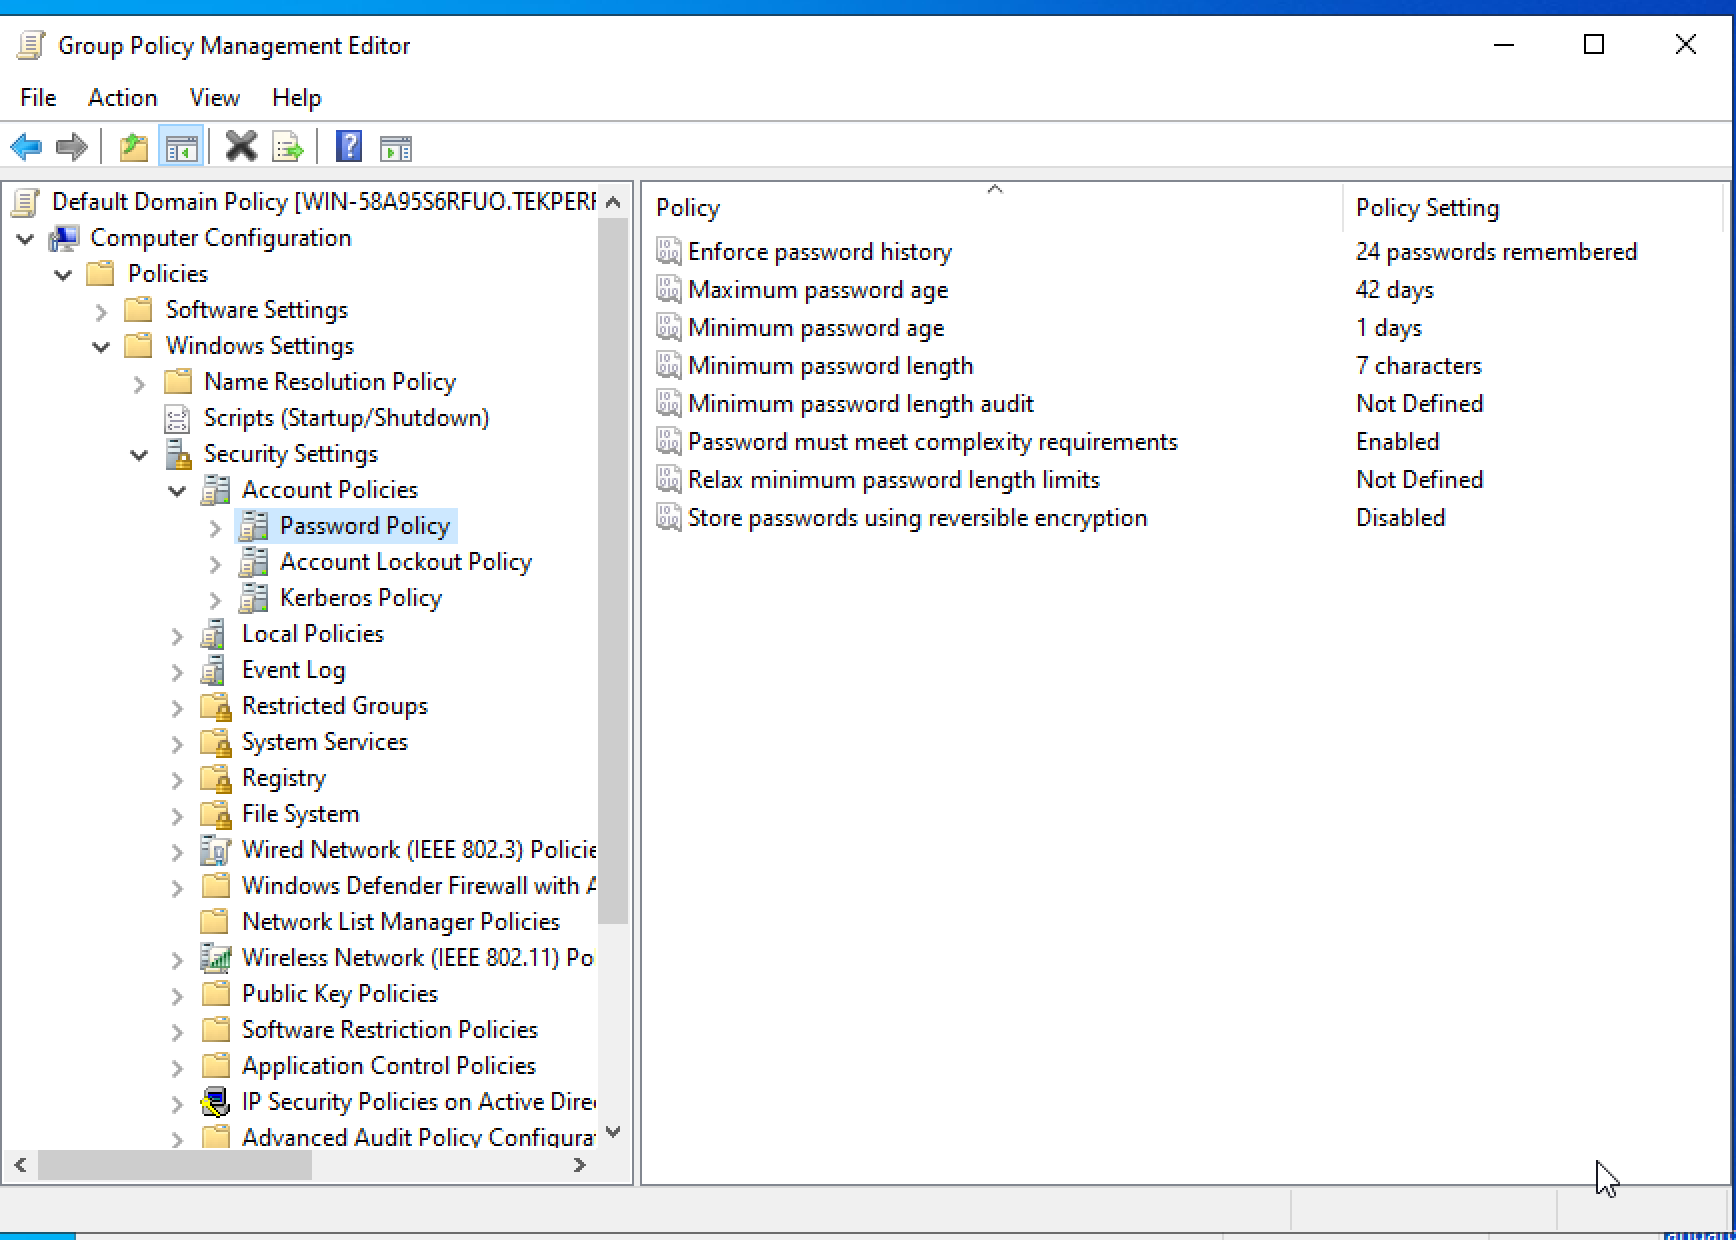 Group Policy Management Editor
File Action View Help
Default Domain Policy [WIN-58A95S6RFUO.TEKPERF
Computer Configuration
Policies
Software Settings
Windows Settings
Name Resolution Policy
Scripts (Startup/Shutdown)
Security Settings
Account Policies
Password Policy
Account Lockout Policy
Kerberos Policy
Local Policies
Event Log
Restricted Groups
System Services
Registry
File System
Wired Network (IEEE 802.3) Policie
Windows Defender Firewall with A
Network List Manager Policies
Wireless Network (IEEE 802.11) Po
Public Key Policies
Software Restriction Policies
Application Control Policies
IP Security Policies on Active Dire
Advanced Audit Policy Configurat
Policy Policy Setting
Enforce password history 24 passwords remembered
Maximum password age 42 days
Minimum password age 1 days
Minimum password length 7 characters
Minimum password length audit Not Defined
Password must meet complexity requirements Enabled
Relax minimum password length limits Not Defined
Store passwords using reversible encryption Disabled